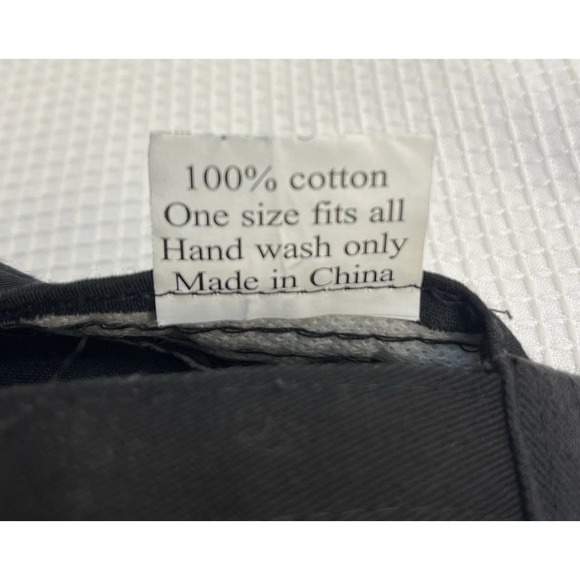 100% cotton
One size fits all
Hand wash only
Made in China